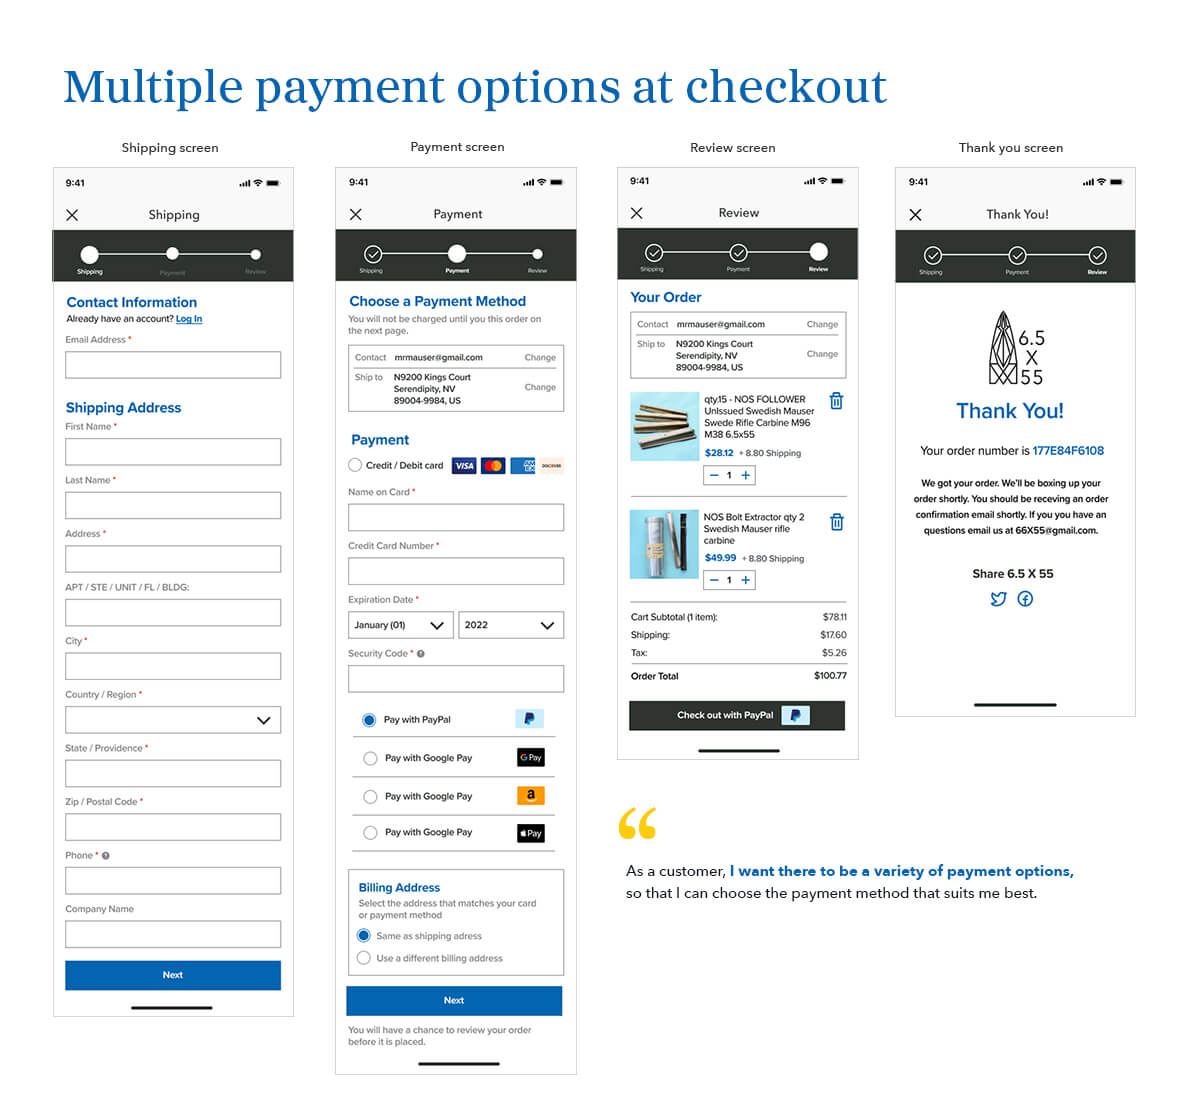 Multiple payment options at checkout
Shipping screen
9:41
Shipping
Shipping
Payment
Review
Contact Information
Already have an account? Log In
Email Address *
Shipping Address
First Name *
Last Name *
Address *
APT / STE / UNIT / FL / BLDG:
City *
Country / Region *
State / Providence *
Zip / Postal Code *
Phone * ?
Company Name
Next
Payment screen
9:41
Payment
Shipping
Payment
Review
Choose a Payment Method
You will not be charged until you this order on
the next page.
Contact mrmauser@gmail.com Change
Ship to N9200 Kings Court
Serendipity, NV
89004-9984, US
Change
Payment
Credit / Debit card VISA AM EX DISCOVER
Name on Card *
Credit Card Number *
Expiration Date *
January (01) 2022
Security Code * ?
Pay with PayPal
Pay with Google Pay G Pay
Pay with Google Pay a
Pay with Google Pay Pay
Billing Address
Select the address that matches your card
or payment method
Same as shipping adress
Use a different billing address
Next
You will have a chance to review your order
before it is placed.
Review screen
9:41
Review
Shipping
Payment
Review
Your Order
Contact mrmauser@gmail.com Change
Ship to N9200 Kings Court
Serendipity, NV
89004-9984, US
Change
qty.15 - NOS FOLLOWER
UnIssued Swedish Mauser
Swede Rifle Carbine M96
M38 6.5x55
$28.12 + 8.80 Shipping
− 1 +
NOS Bolt Extractor qty 2
Swedish Mauser rifle
carbine
$49.99 + 8.80 Shipping
− 1 +
Cart Subtotal (1 item): $78.11
Shipping: $17.60
Tax: $5.26
Order Total $100.77
Check out with PayPal
Thank you screen
9:41
Thank You!
Shipping
Payment
Review
6.5
X
55
Thank You!
Your order number is 177E84F6108
We got your order. We'll be boxing up your
order shortly. You should be receving an order
confirmation email shortly. If you you have an
questions email us at 66X55@gmail.com.
Share 6.5 X 55
“
As a customer, I want there to be a variety of payment options,
so that I can choose the payment method that suits me best.